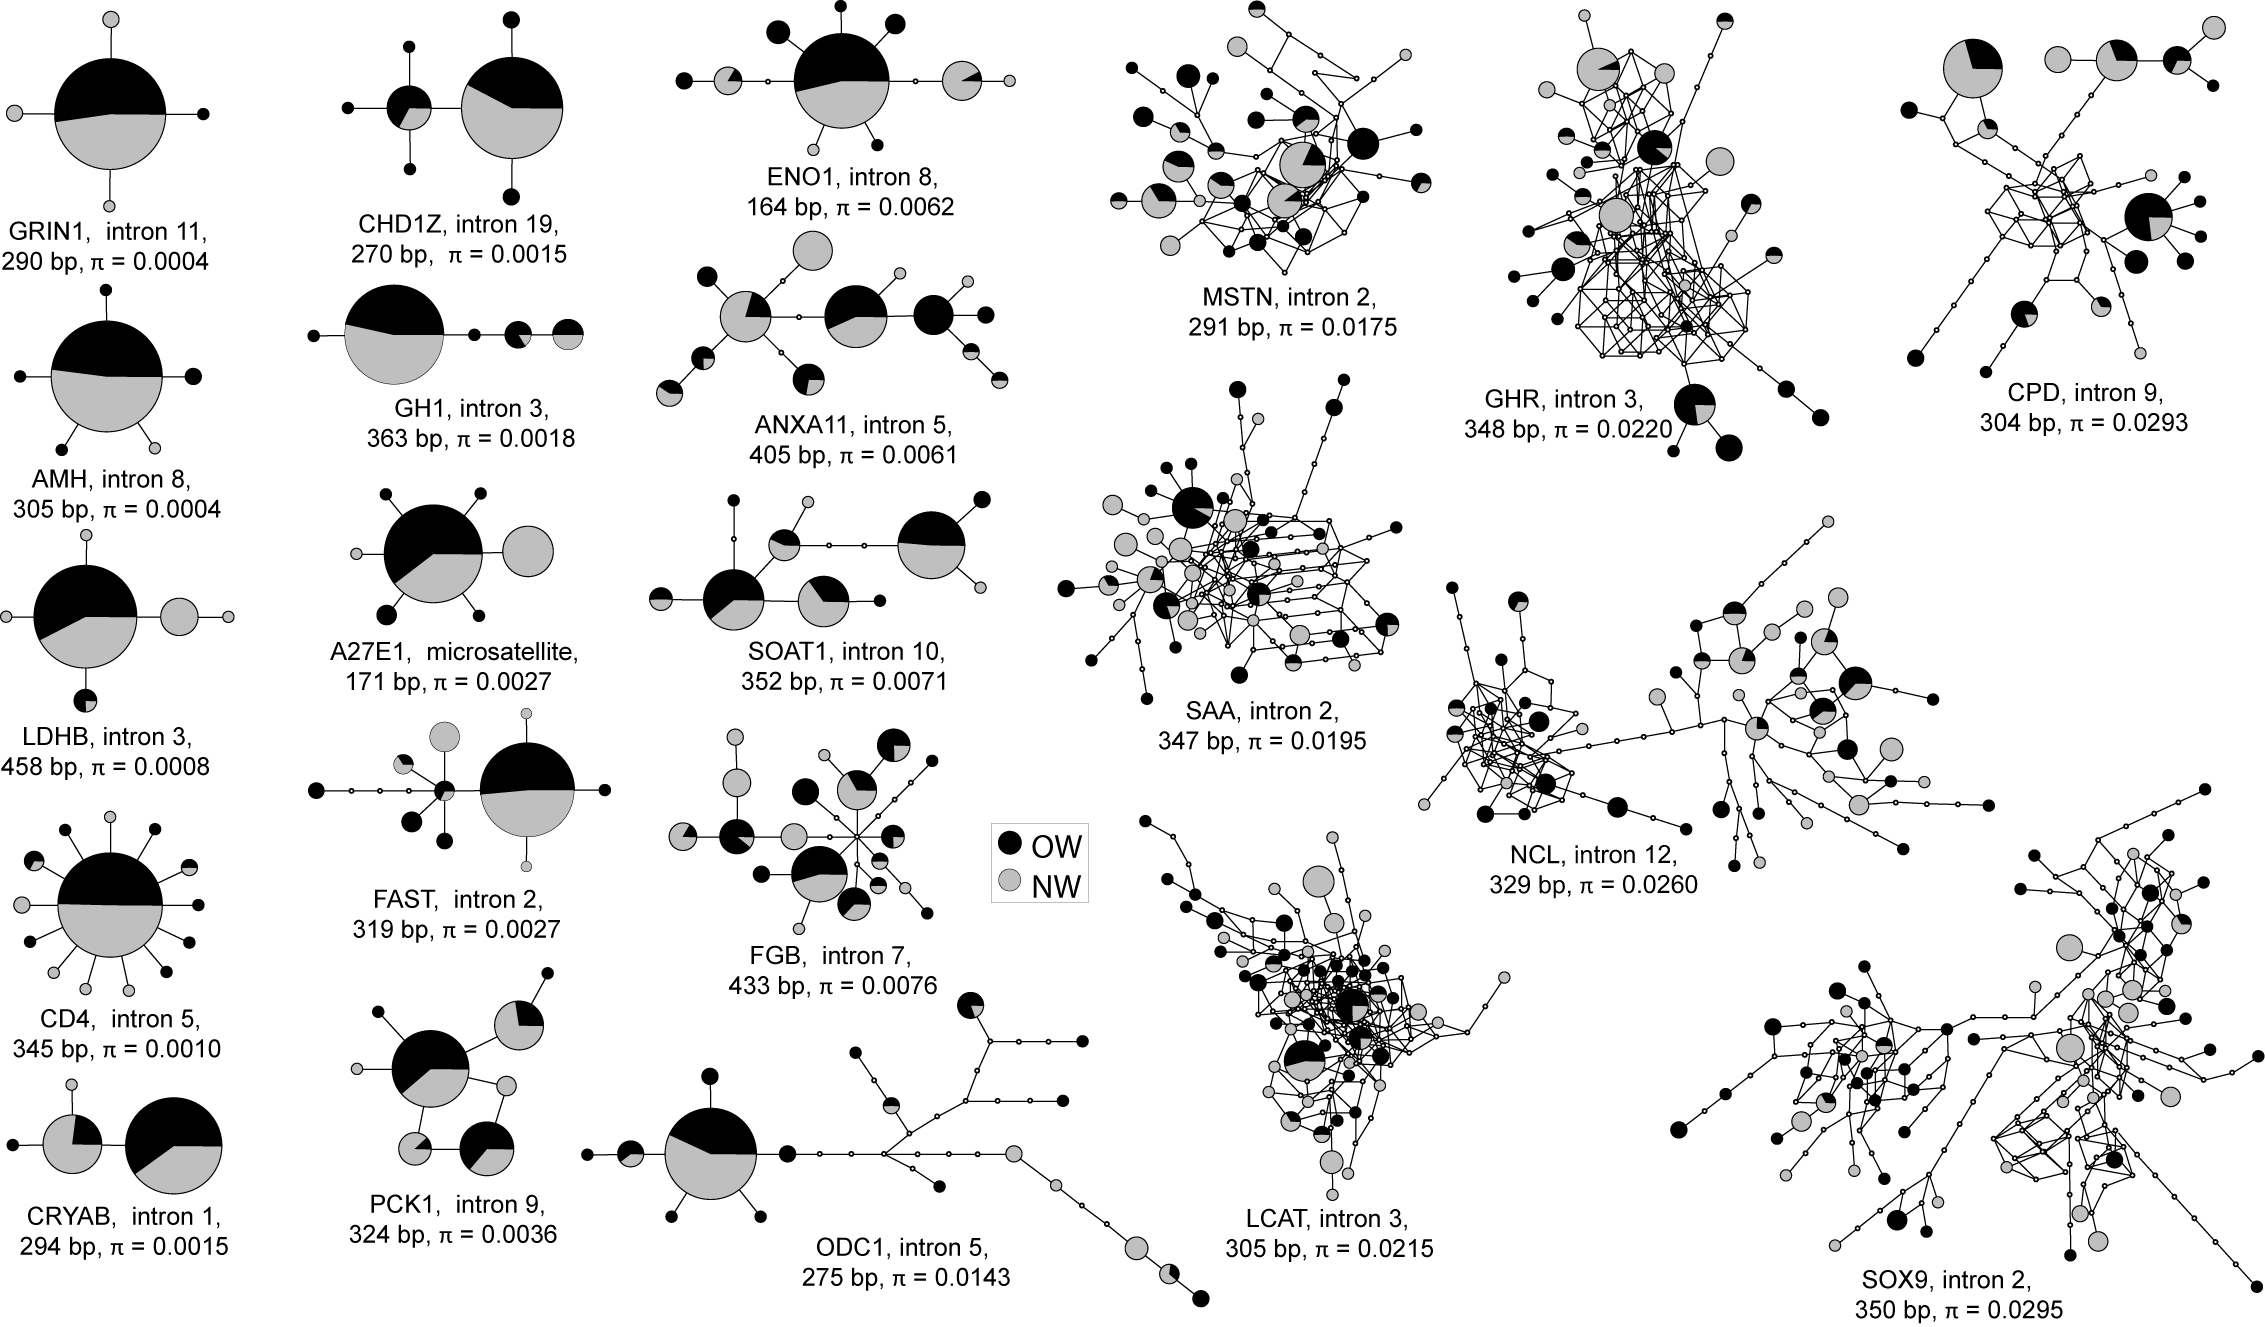 GRIN1, intron 11,
290 bp, π = 0.0004
AMH, intron 8,
305 bp, π = 0.0004
LDHB, intron 3,
458 bp, π = 0.0008
CD4, intron 5,
345 bp, π = 0.0010
CRYAB, intron 1,
294 bp, π = 0.0015
CHD1Z, intron 19,
270 bp, π = 0.0015
GH1, intron 3,
363 bp, π = 0.0018
A27E1, microsatellite,
171 bp, π = 0.0027
FAST, intron 2,
319 bp, π = 0.0027
PCK1, intron 9,
324 bp, π = 0.0036
ENO1, intron 8,
164 bp, π = 0.0062
ANXA11, intron 5,
405 bp, π = 0.0061
SOAT1, intron 10,
352 bp, π = 0.0071
FGB, intron 7,
433 bp, π = 0.0076
ODC1, intron 5,
275 bp, π = 0.0143
OW
NW
MSTN, intron 2,
291 bp, π = 0.0175
SAA, intron 2,
347 bp, π = 0.0195
LCAT, intron 3,
305 bp, π = 0.0215
GHR, intron 3,
348 bp, π = 0.0220
NCL, intron 12,
329 bp, π = 0.0260
CPD, intron 9,
304 bp, π = 0.0293
SOX9, intron 2,
350 bp, π = 0.0295